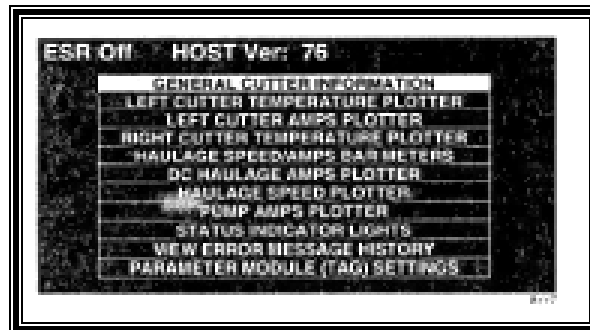 ESR Off HOST Ver: 76
GENERAL CUTTER INFORMATION
LEFT CUTTER TEMPERATURE PLOTTER
LEFT CUTTER AMPS PLOTTER
RIGHT CUTTER TEMPERATURE PLOTTER
HAULAGE SPEED/AMPS BAR METERS
DC HAULAGE AMPS PLOTTER
HAULAGE SPEED PLOTTER
PUMP AMPS PLOTTER
STATUS INDICATOR LIGHTS
VIEW ERROR MESSAGE HISTORY
PARAMETER MODULE (TAG) SETTINGS